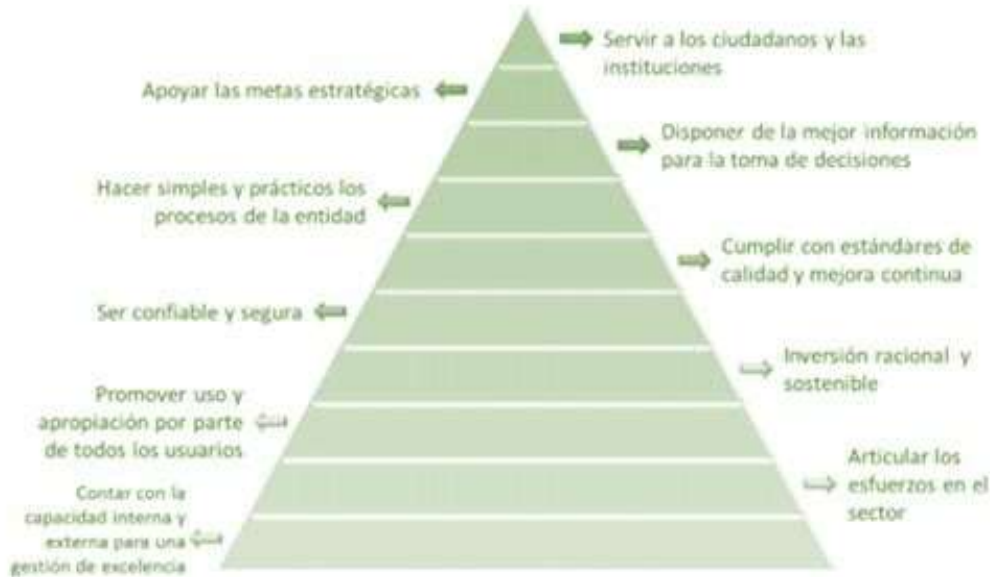 Servir a los ciudadanos y las
instituciones
Apoyar las metas estratégicas
Disponer de la mejor información
para la toma de decisiones
Hacer simples y prácticos los
procesos de la entidad
Cumplir con estándares de
calidad y mejora continua
Ser confiable y segura
Inversión racional y
sostenible
Promover uso y
apropiación por parte
de todos los usuarios
Articular los
esfuerzos en el
sector
Contar con la
capacidad interna y
externa para una
gestión de excelencia